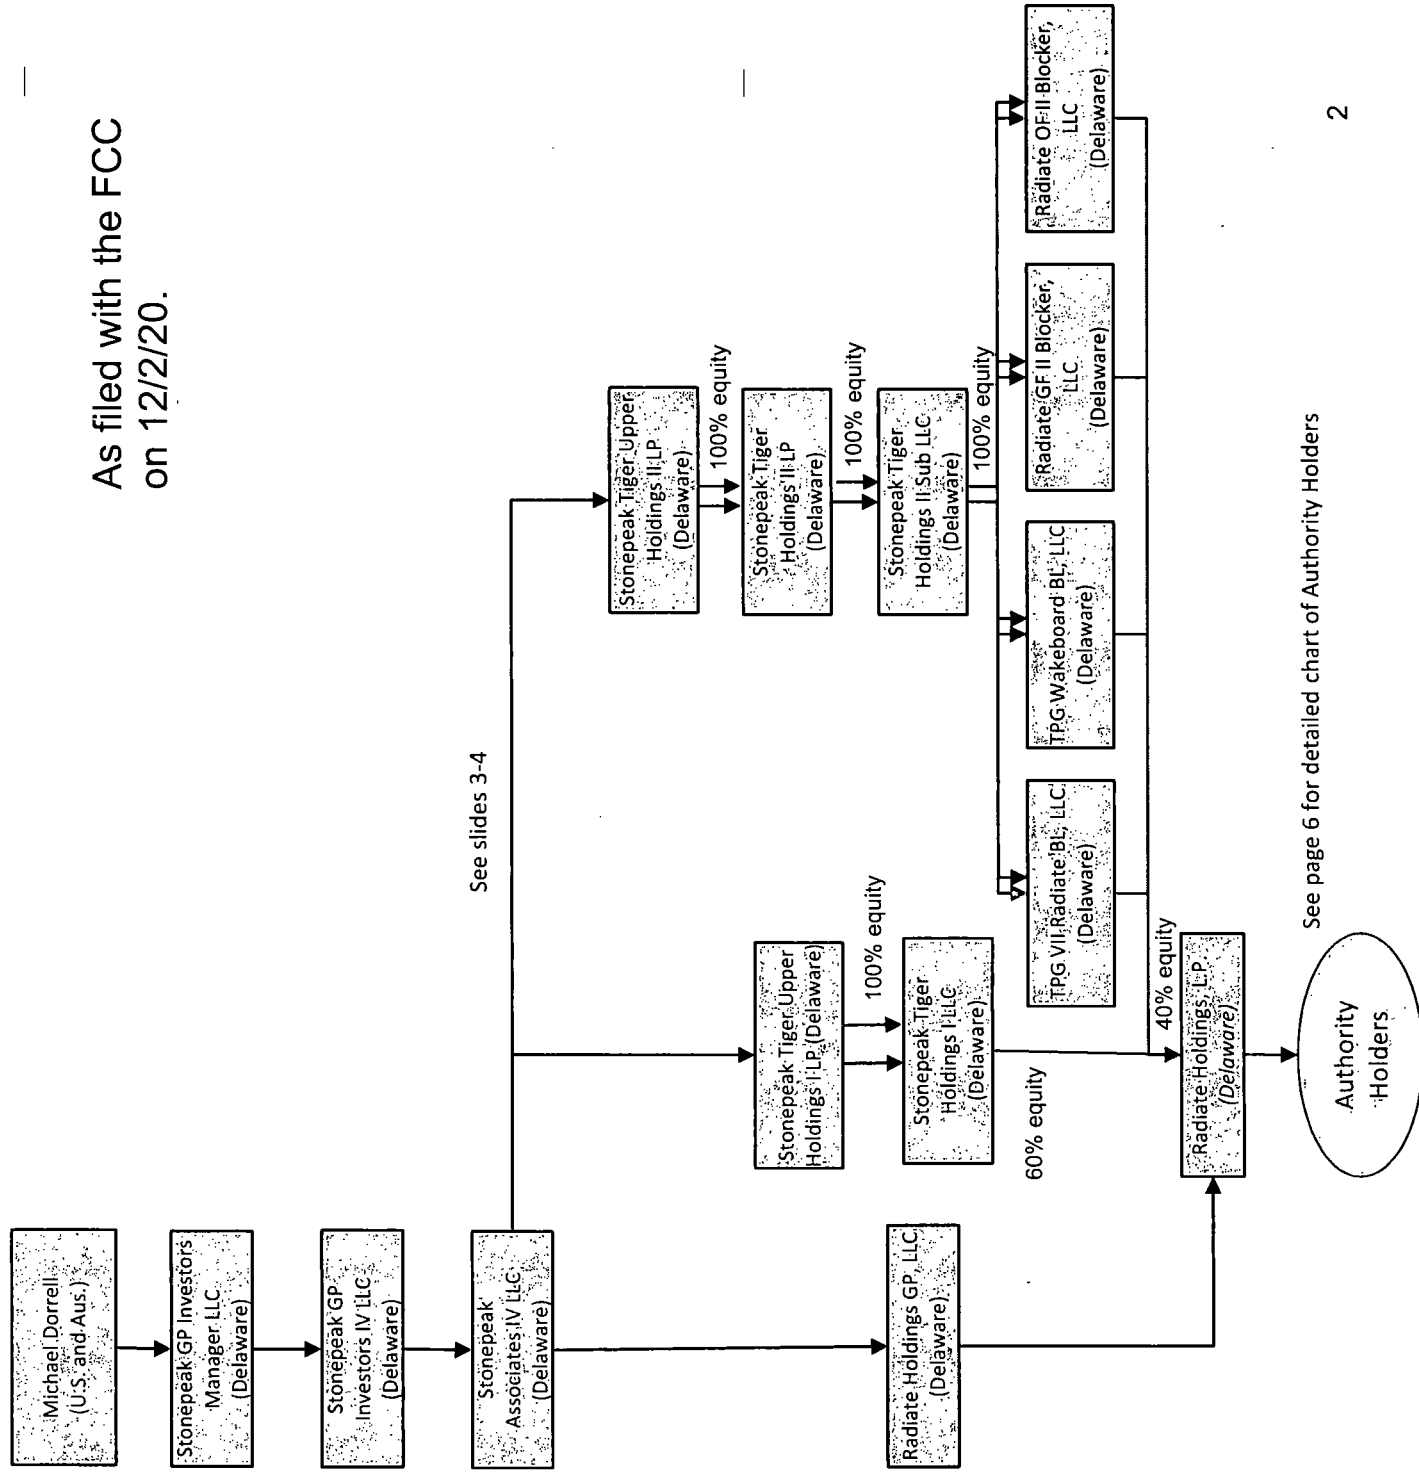 As filed with the FCC
on 12/2/20.
Michael Dorrell
(U.S. and Aus.)
Stonepeak GP Investors
Manager LLC
(Delaware)
Stonepeak GP
Investors IV LLC
(Delaware)
Stonepeak
Associates IV LLC
(Delaware)
See slides 3-4
Stonepeak Tiger Upper
Holdings I LP (Delaware)
100% equity
Stonepeak Tiger
Holdings I LLC
(Delaware)
60% equity
Stonepeak Tiger Upper
Holdings II LP
(Delaware)
100% equity
Stonepeak Tiger
Holdings II LP
(Delaware)
100% equity
Stonepeak Tiger
Holdings II Sub LLC
(Delaware)
100% equity
TPG VII Radiate BL, LLC
(Delaware)
TPG Wakeboard BL, LLC
(Delaware)
Radiate GF II Blocker,
LLC
(Delaware)
Radiate OF II Blocker,
LLC
(Delaware)
40% equity
Radiate Holdings GP, LLC
(Delaware)
Radiate Holdings, L.P.
(Delaware)
Authority
Holders
See page 6 for detailed chart of Authority Holders
2